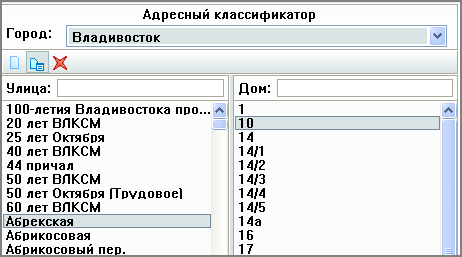 Адресный классификатор
Город: Владивосток
Улица:
100-летия Владивостока про...
20 лет ВЛКСМ
25 лет Октября
40 лет ВЛКСМ
44 причал
50 лет ВЛКСМ
50 лет Октября (Трудовое)
60 лет ВЛКСМ
Абрекская
Абрикосовая
Абрикосовый пер.
Дом:
1
10
14
14/1
14/2
14/3
14/4
14/5
14а
16
17